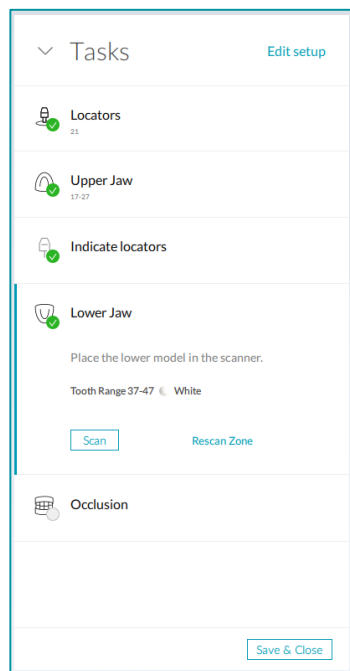 Tasks
Edit setup
Locators
21
Upper Jaw
17-27
Indicate locators
Lower Jaw
Place the lower model in the scanner.
Tooth Range 37-47 White
Scan
Rescan Zone
Occlusion
Save & Close